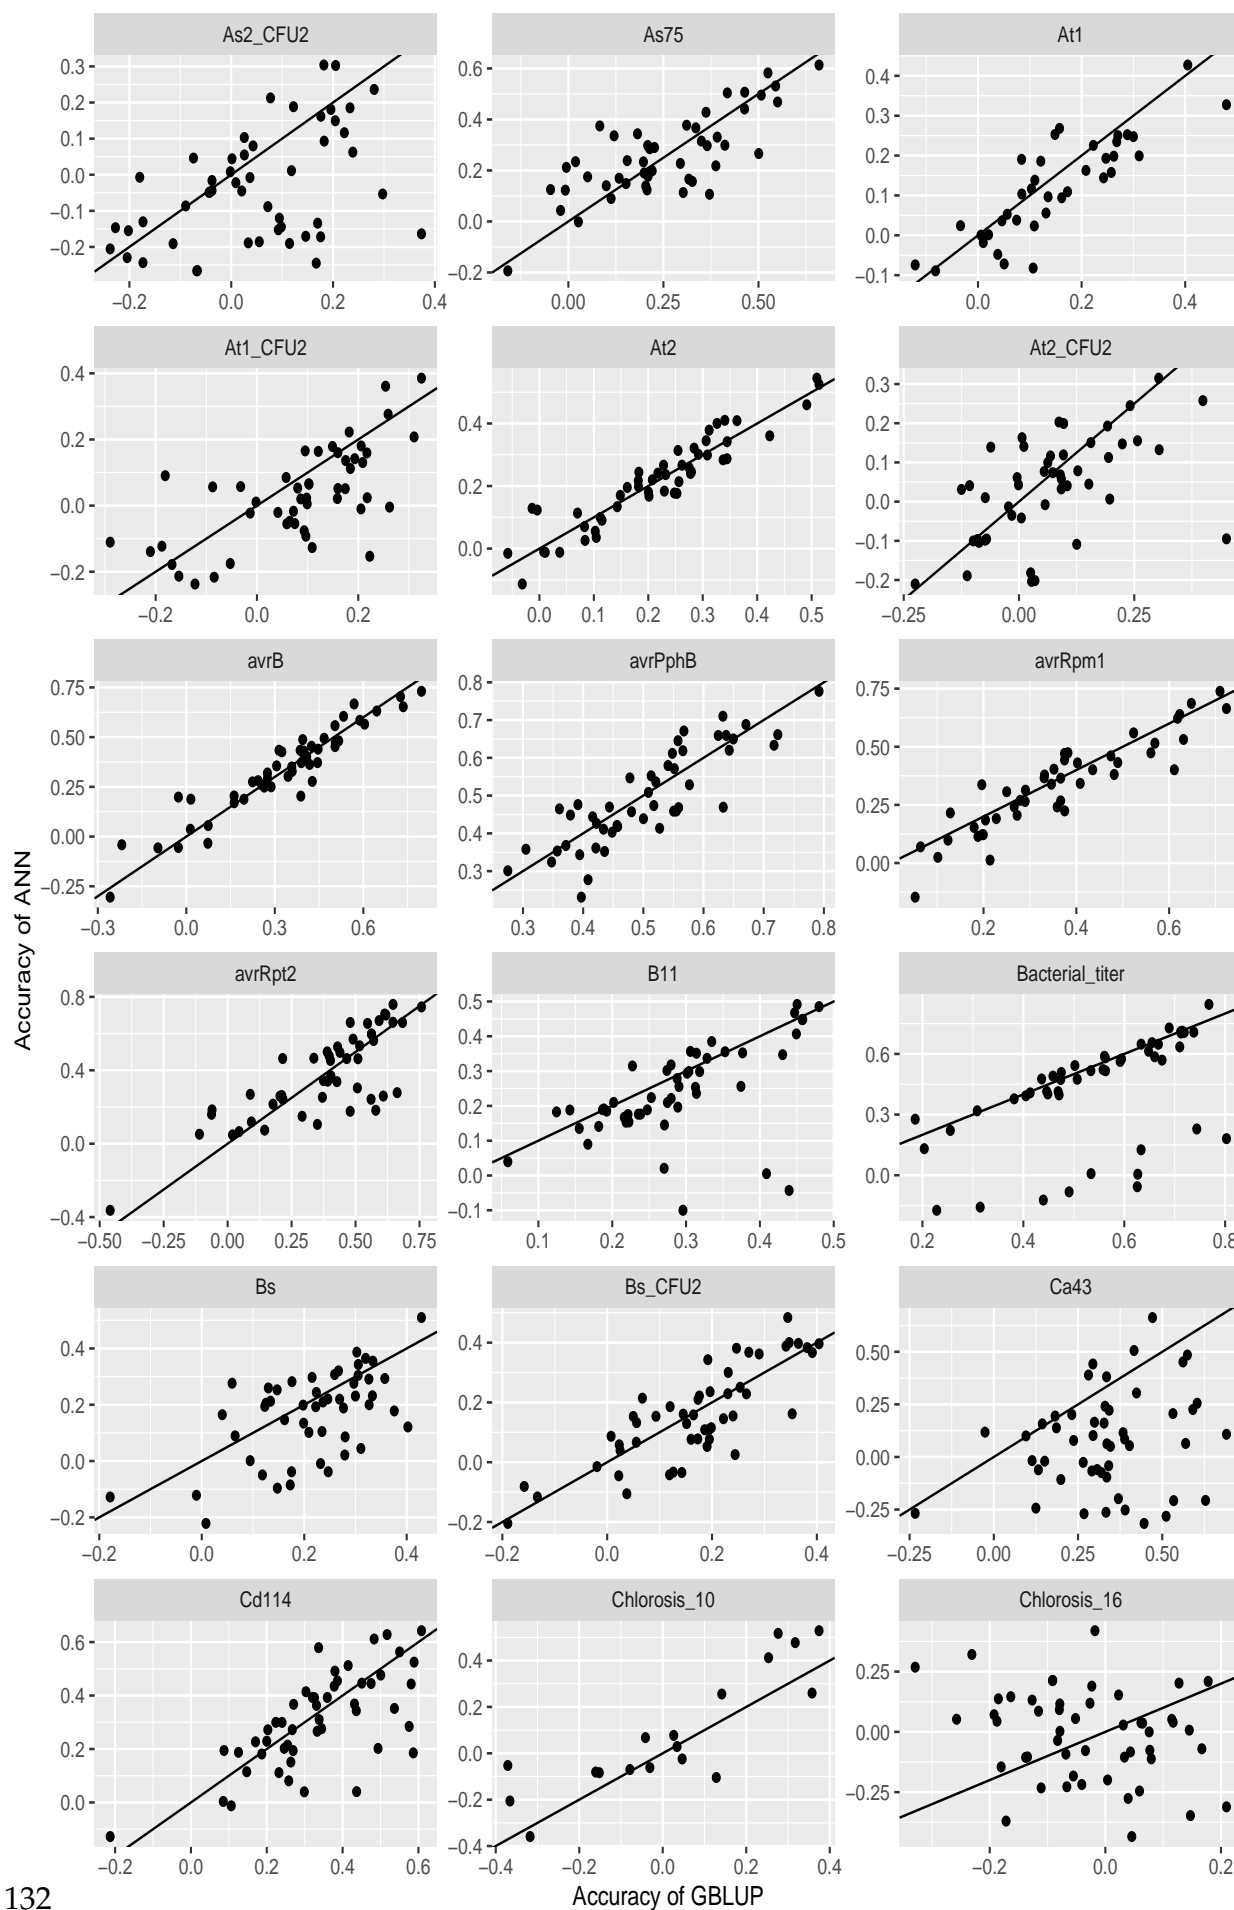 As2_CFU2 As75 At1
0.3 0.2 0.1 0.0 −0.1 −0.2
0.6 0.4 0.2 0.0 −0.2
0.4 0.3 0.2 0.1 0.0 −0.1
−0.2 0.0 0.2 0.4 0.00 0.25 0.50 0.0 0.2 0.4
At1_CFU2 At2 At2_CFU2
0.4 0.2 0.0 −0.2
0.4 0.2 0.0
0.3 0.2 0.1 0.0 −0.1 −0.2
−0.2 0.0 0.2 0.0 0.1 0.2 0.3 0.4 0.5 −0.25 0.00 0.25
avrB avrPphB avrRpm1
0.75 0.50 0.25 0.00 −0.25
0.8 0.7 0.6 0.5 0.4 0.3
0.75 0.50 0.25 0.00
−0.3 0.0 0.3 0.6 0.3 0.4 0.5 0.6 0.7 0.8 0.2 0.4 0.6
Accuracy of ANN
avrRpt2 B11 Bacterial_titer
0.8 0.4 0.0 −0.4
0.5 0.4 0.3 0.2 0.1 0.0 −0.1
0.6 0.3 0.0
−0.50 −0.25 0.00 0.25 0.50 0.75 0.1 0.2 0.3 0.4 0.5 0.2 0.4 0.6 0.8
Bs Bs_CFU2 Ca43
0.4 0.2 0.0 −0.2
0.4 0.2 0.0 −0.2
0.50 0.25 0.00 −0.25
−0.2 0.0 0.2 0.4 −0.2 0.0 0.2 0.4 −0.25 0.00 0.25 0.50
Cd114 Chlorosis_10 Chlorosis_16
0.6 0.4 0.2 0.0
0.4 0.2 0.0 −0.2 −0.4
0.25 0.00 −0.25
−0.2 0.0 0.2 0.4 0.6 −0.4 −0.2 0.0 0.2 0.4 −0.2 0.0 0.2
Accuracy of GBLUP
132